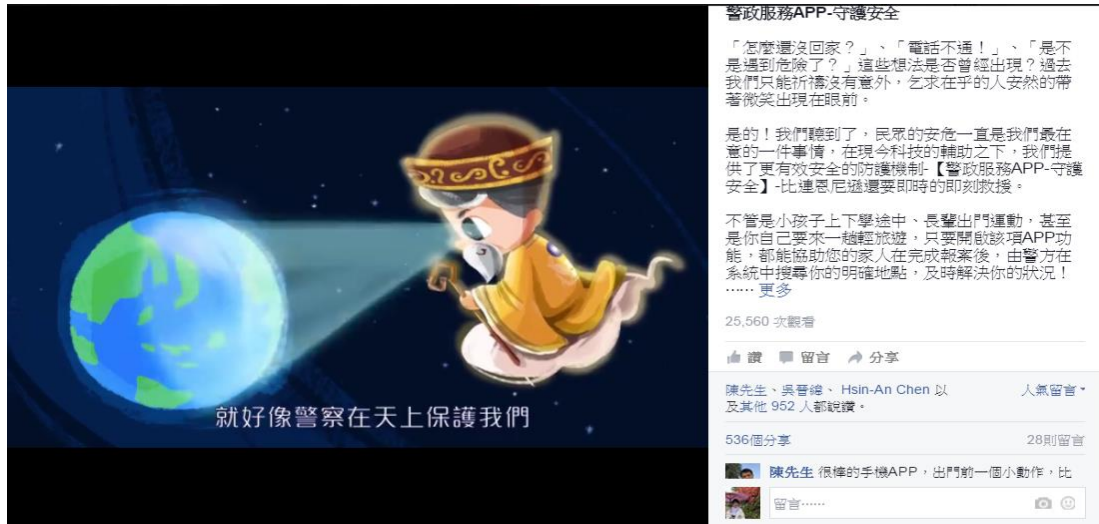 就好像警察在天上保護我們
警政服務APP-守護安全
「怎麼還沒回家？」、「電話不通！」、「是不
是遇到危險了？」這些想法是否曾經出現？過去
我們只能祈禱沒有意外，乞求在乎的人安然的帶
著微笑出現在眼前。
是的！我們聽到了，民眾的安危一直是我們最在
意的一件事情，在現今科技的輔助之下，我們提
供了更有效安全的防護機制-【警政服務APP-守護
安全】-比連恩尼遜還要即時的即刻救援。
不管是小孩子上下學途中、長輩出門運動，甚至
是你自己要來一趟輕旅遊，只要開啟該項APP功
能，都能協助您的家人在完成報案後，由警方在
系統中搜尋你的明確地點，及時解決你的狀況！
…… 更多
25,560 次觀看
讚 留言 分享
陳先生、吳晉緯、 Hsin-An Chen 以
及其他 952 人都說讚。
人氣留言
536個分享
28則留言
陳先生 很棒的手機APP，出門前一個小動作，比
留言……